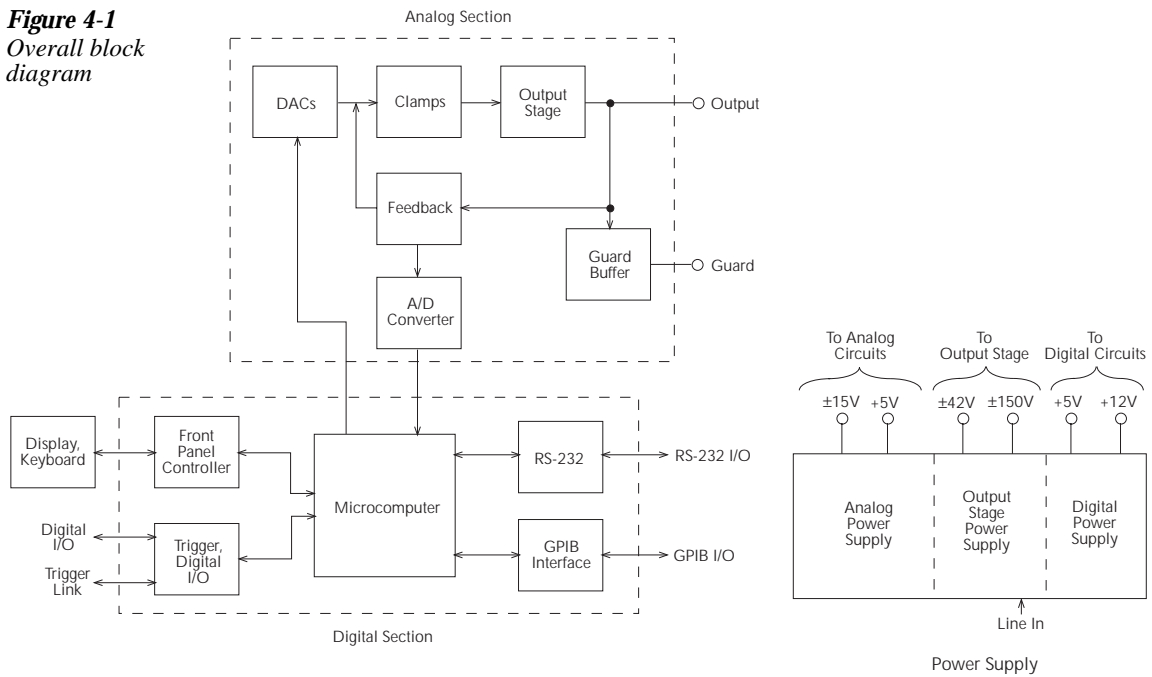 Figure 4-1
Overall block
diagram
Analog Section
DACs
Clamps
Output
Stage
Output
Feedback
Guard
Buffer
Guard
A/D
Converter
Display,
Keyboard
Front
Panel
Controller
Microcomputer
RS-232
RS-232 I/O
Digital
I/O
Trigger
Link
Trigger,
Digital
I/O
GPIB
Interface
GPIB I/O
Digital Section
To Analog
Circuits
To
Output Stage
To
Digital Circuits
±15V
+5V
±42V
±150V
+5V
+12V
Analog
Power
Supply
Output
Stage
Power
Supply
Digital
Power
Supply
Line In
Power Supply